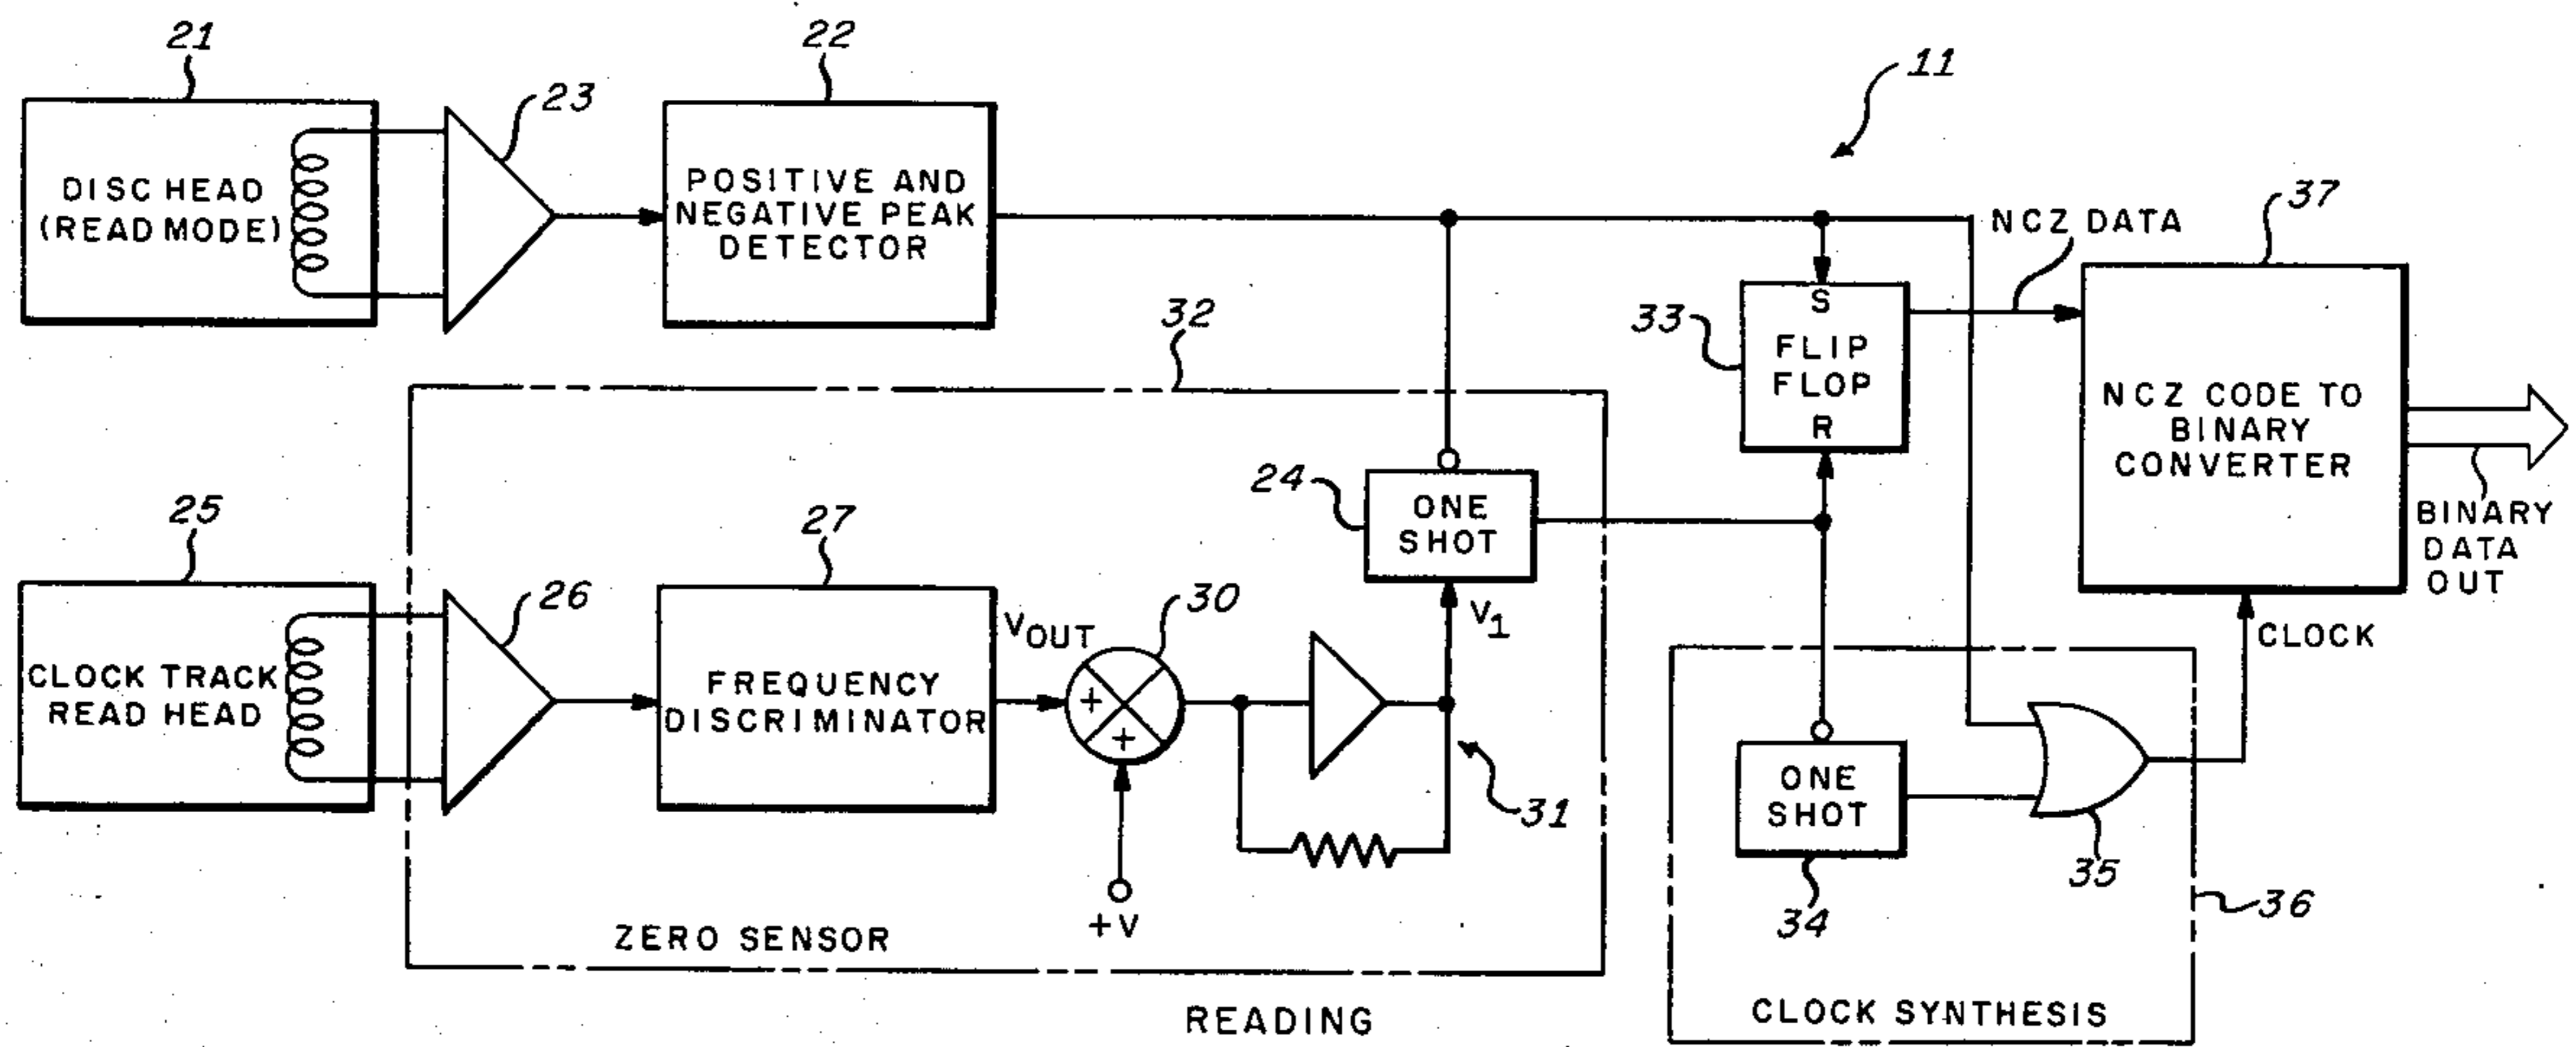 21
22
11
23
DISC HEAD
(READ MODE)
POSITIVE AND
NEGATIVE PEAK
DETECTOR
NCZ DATA
37
32
33
S
FLIP
FLOP
R
NCZ CODE TO
BINARY
CONVERTER
BINARY
DATA
OUT
25
26
27
24
ONE
SHOT
V1
VOUT
30
CLOCK TRACK
READ HEAD
FREQUENCY
DISCRIMINATOR
+
+
+V
31
CLOCK
ONE
SHOT
34
35
36
ZERO SENSOR
CLOCK SYNTHESIS
READING